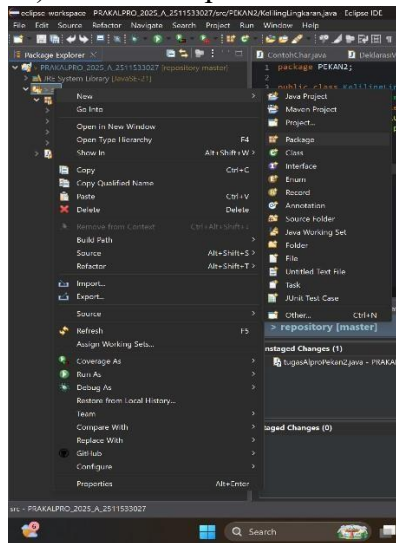 eclipse workspace PRAKALPRO_2025_A_2511533027/src/PEKAN2/KelilingLingkaran.java Eclipse IDE
File Edit Source Refactor Navigate Search Project Run Window Help
Package Explorer
ContohChar.java
PRAKALPRO_2025_A_2511533027 [repository master]
1 package PEKAN2;
JRE System Library [JavaSE-21]
2
New
Go Into
Open in New Window
Open Type Hierarchy F4
Show In Alt+Shift+W
Copy Ctrl+C
Copy Qualified Name
Paste Ctrl+V
Delete Delete
Remove from Context Ctrl+Alt+Shift+
Build Path
Source Alt+Shift+S
Refactor Alt+Shift+T
Import...
Export...
Source
Refresh F5
Assign Working Sets...
Coverage As
Run As
Debug As
Restore from Local History...
Team
Compare With
Replace With
GitHub
Configure
Properties Alt+Enter
Java Project
Maven Project
Project...
Package
Class
Interface
Enum
Record
Annotation
Source Folder
Java Working Set
Folder
File
Untitled Text File
Task
JUnit Test Case
Other... Ctrl+N
> repository [master]
nstaged Changes (1)
tugasAlproPekan2.java - PRAKA
taged Changes (0)
src - PRAKALPRO_2025_A_2511533027
Search